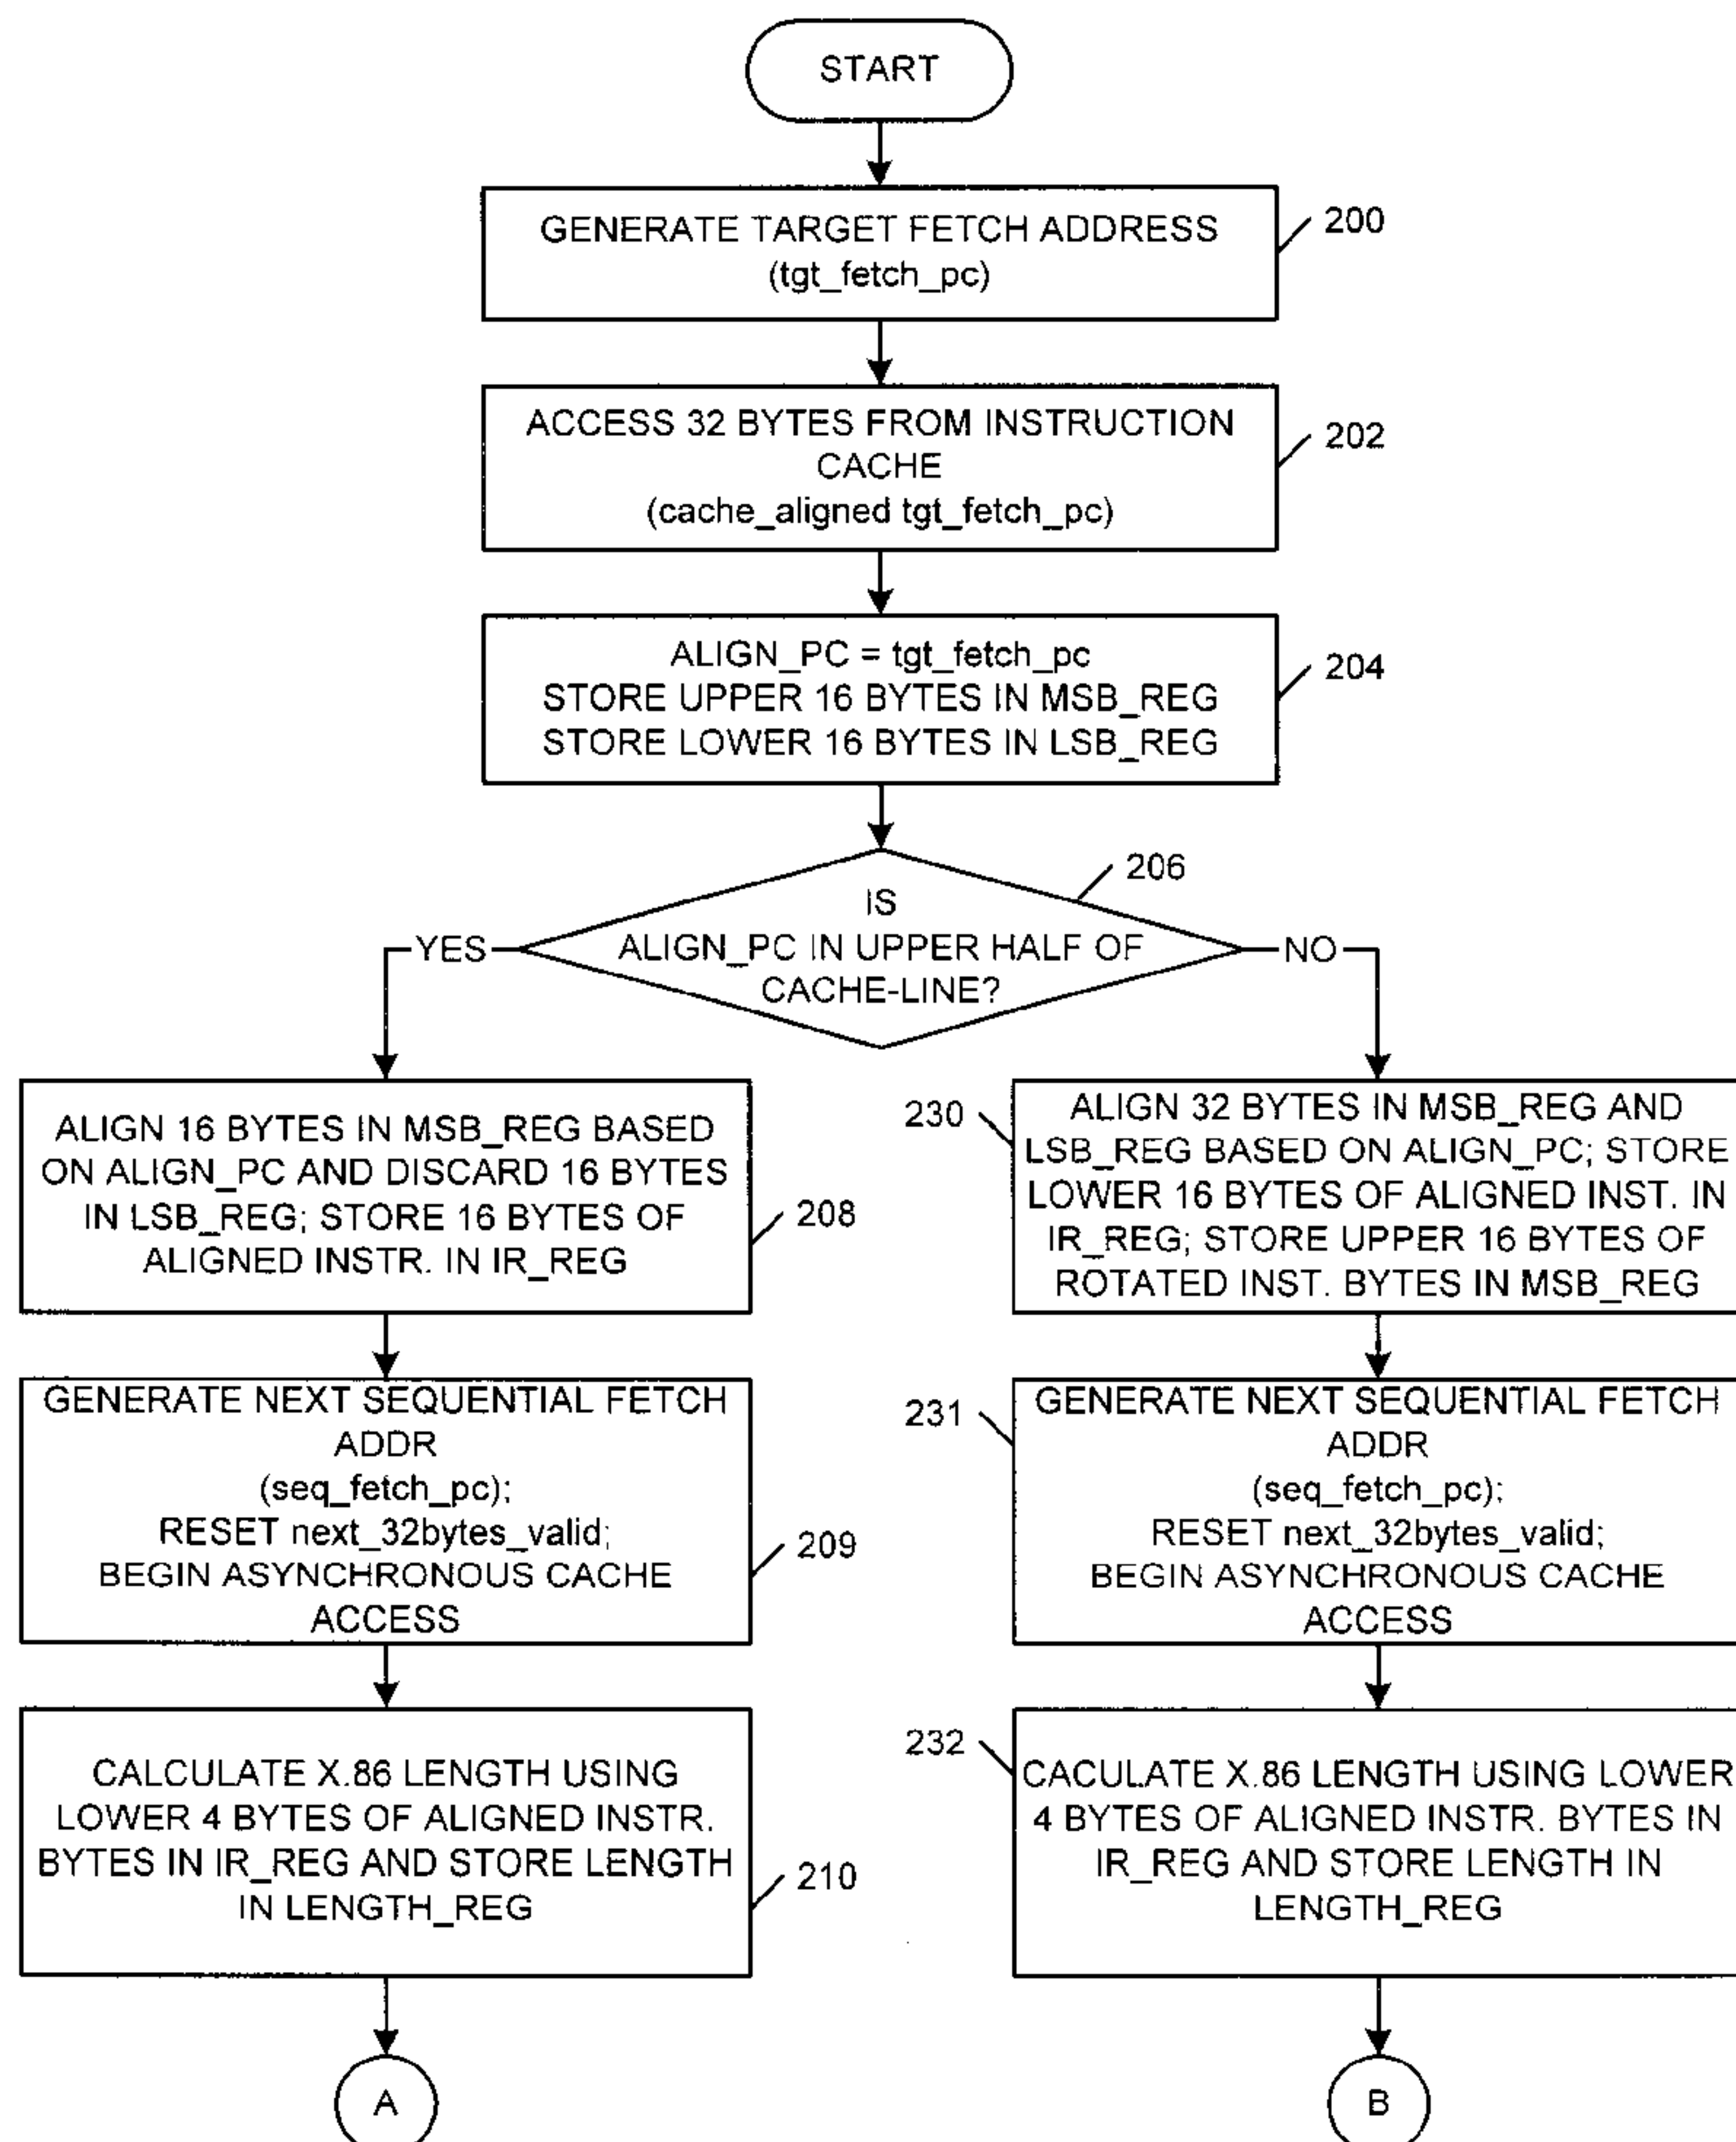 START
GENERATE TARGET FETCH ADDRESS
(tgt_fetch_pc)
200
ACCESS 32 BYTES FROM INSTRUCTION
CACHE
(cache_aligned tgt_fetch_pc)
202
ALIGN_PC = tgt_fetch_pc
STORE UPPER 16 BYTES IN MSB_REG
STORE LOWER 16 BYTES IN LSB_REG
204
206
IS
ALIGN_PC IN UPPER HALF OF
CACHE-LINE?
YES
NO
ALIGN 16 BYTES IN MSB_REG BASED
ON ALIGN_PC AND DISCARD 16 BYTES
IN LSB_REG; STORE 16 BYTES OF
ALIGNED INSTR. IN IR_REG
208
230
ALIGN 32 BYTES IN MSB_REG AND
LSB_REG BASED ON ALIGN_PC; STORE
LOWER 16 BYTES OF ALIGNED INST. IN
IR_REG; STORE UPPER 16 BYTES OF
ROTATED INST. BYTES IN MSB_REG
GENERATE NEXT SEQUENTIAL FETCH
ADDR
(seq_fetch_pc);
RESET next_32bytes_valid;
BEGIN ASYNCHRONOUS CACHE
ACCESS
209
231
GENERATE NEXT SEQUENTIAL FETCH
ADDR
(seq_fetch_pc);
RESET next_32bytes_valid;
BEGIN ASYNCHRONOUS CACHE
ACCESS
CALCULATE X.86 LENGTH USING
LOWER 4 BYTES OF ALIGNED INSTR.
BYTES IN IR_REG AND STORE LENGTH
IN LENGTH_REG
210
232
CACULATE X.86 LENGTH USING LOWER
4 BYTES OF ALIGNED INSTR. BYTES IN
IR_REG AND STORE LENGTH IN
LENGTH_REG
A
B